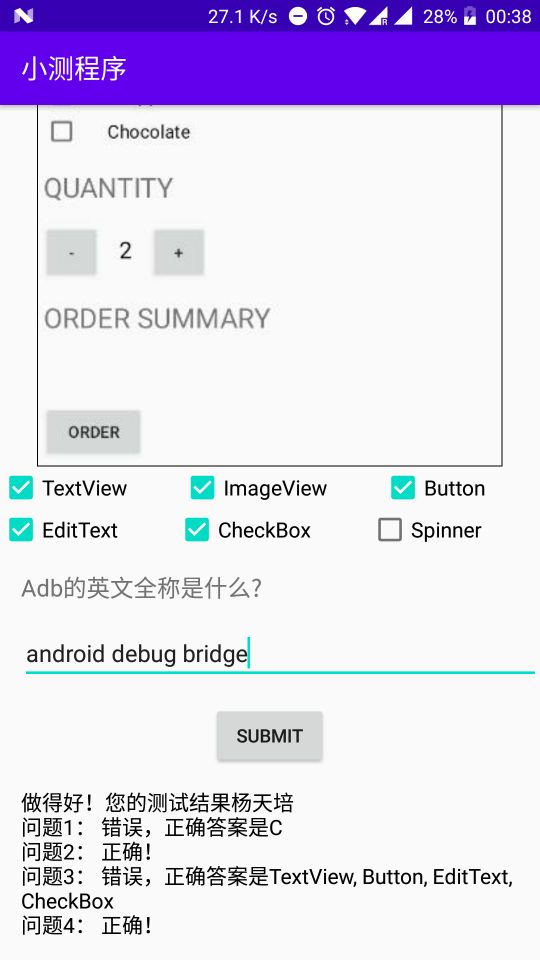 27.1 K/s 28% 00:38
小测程序
Chocolate
QUANTITY
- 2 +
ORDER SUMMARY
ORDER
TextView ImageView Button
EditText CheckBox Spinner
Adb的英文全称是什么?
android debug bridge
SUBMIT
做得好！您的测试结果杨天培
问题1： 错误，正确答案是C
问题2： 正确！
问题3： 错误，正确答案是TextView, Button, EditText,
CheckBox
问题4： 正确！